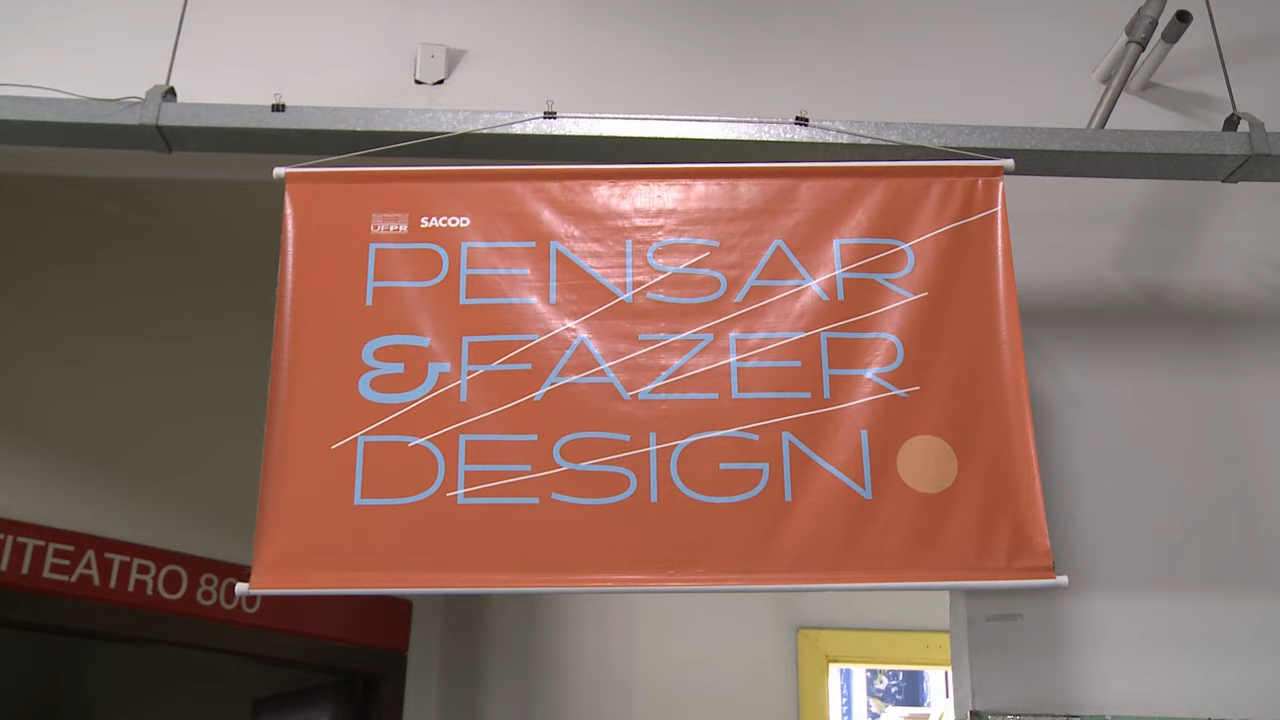 UFPR SACOD
PENSAR
&FAZER
DESIGN
ITEATRO 800